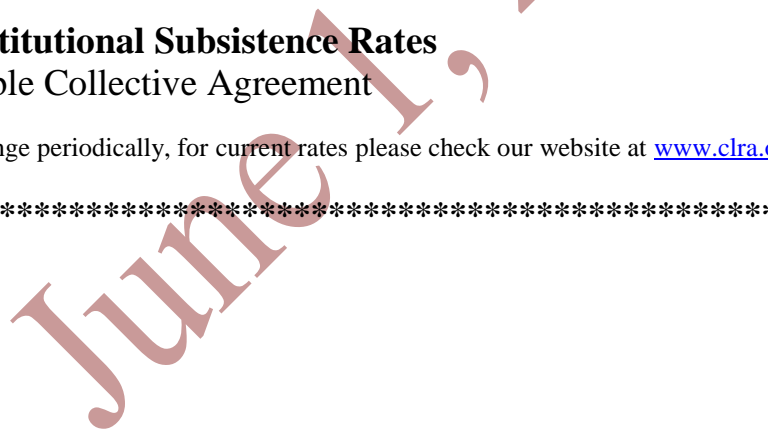 titutional Subsistence Rates
ble Collective Agreement
nge periodically, for current rates please check our website at www.clra.
*********************************************
June 1,